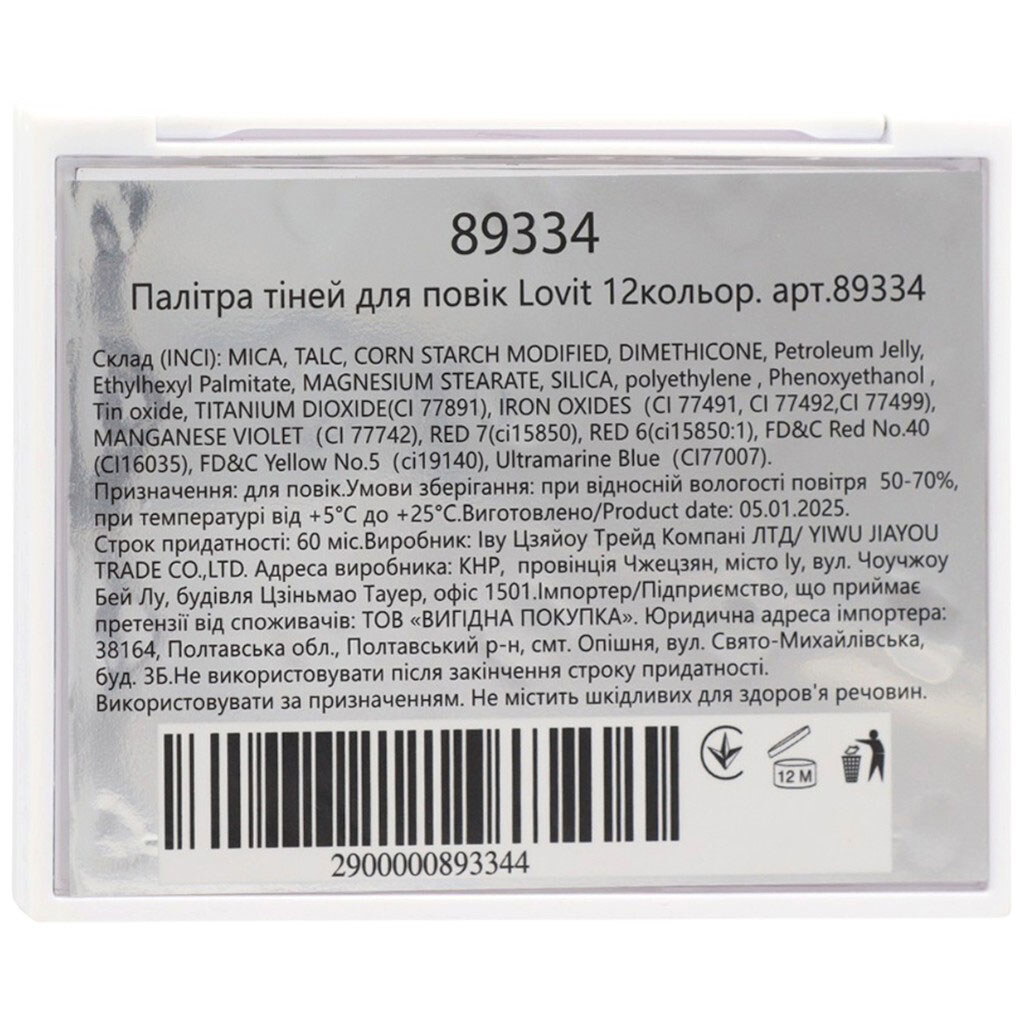 89334
Палітра тіней для повік Lovit 12кольор. арт.89334
Склад (INCI): MICA, TALC, CORN STARCH MODIFIED, DIMETHICONE, Petroleum Jelly,
Ethylhexyl Palmitate, MAGNESIUM STEARATE, SILICA, polyethylene , Phenoxyethanol ,
Tin oxide, TITANIUM DIOXIDE(CI 77891), IRON OXIDES (CI 77491, CI 77492,CI 77499),
MANGANESE VIOLET (CI 77742), RED 7(ci15850), RED 6(ci15850:1), FD&C Red No.40
(CI16035), FD&C Yellow No.5 (ci19140), Ultramarine Blue (CI77007).
Призначення: для повік.Умови зберігання: при відносній вологості повітря 50-70%,
при температурі від +5°C до +25°C.Виготовлено/Product date: 05.01.2025.
Строк придатності: 60 міс.Виробник: Іву Цзяйоу Трейд Компані ЛТД/ YIWU JIAYOU
TRADE CO.,LTD. Адреса виробника: КНР, провінція Чжецзян, місто Іу, вул. Чоучжоу
Бей Лу, будівля Цзіньмао Тауер, офіс 1501.Імпортер/Підприємство, що приймає
претензії від споживачів: ТОВ «ВИГІДНА ПОКУПКА». Юридична адреса імпортера:
38164, Полтавська обл., Полтавський р-н, смт. Опішня, вул. Свято-Михайлівська,
буд. 3Б.Не використовувати після закінчення строку придатності.
Використовувати за призначенням. Не містить шкідливих для здоров'я речовин.
12 M
2900000893344